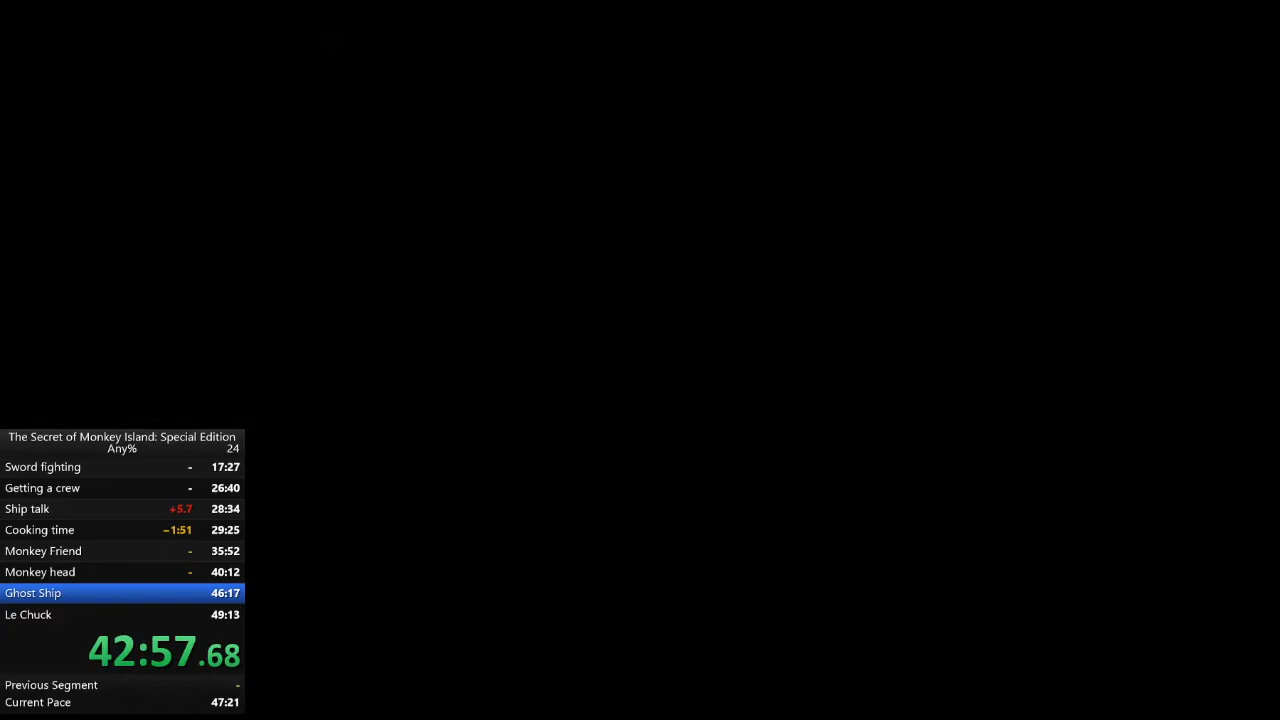 The Secret of Monkey Island: Special Edition
Any% 24
Sword fighting - 17:27
Getting a crew - 26:40
Ship talk +5.7 28:34
Cooking time −1:51 29:25
Monkey Friend - 35:52
Monkey head - 40:12
Ghost Ship 46:17
Le Chuck 49:13
42:57.68
Previous Segment -
Current Pace 47:21